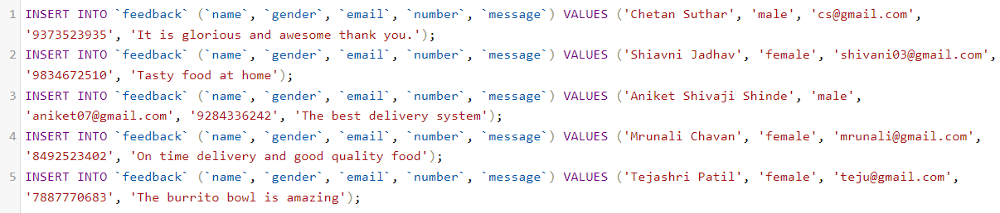 1 INSERT INTO `feedback` (`name`, `gender`, `email`, `number`, `message`) VALUES ('Chetan Suthar', 'male', 'cs@gmail.com',
'9373523935', 'It is glorious and awesome thank you.');
2 INSERT INTO `feedback` (`name`, `gender`, `email`, `number`, `message`) VALUES ('Shiavni Jadhav', 'female', 'shivani03@gmail.com',
'9834672510', 'Tasty food at home');
3 INSERT INTO `feedback` (`name`, `gender`, `email`, `number`, `message`) VALUES ('Aniket Shivaji Shinde', 'male',
'aniket07@gmail.com', '9284336242', 'The best delivery system');
4 INSERT INTO `feedback` (`name`, `gender`, `email`, `number`, `message`) VALUES ('Mrunali Chavan', 'female', 'mrunali@gmail.com',
'8492523402', 'On time delivery and good quality food');
5 INSERT INTO `feedback` (`name`, `gender`, `email`, `number`, `message`) VALUES ('Tejashri Patil', 'female', 'teju@gmail.com',
'7887770683', 'The burrito bowl is amazing');